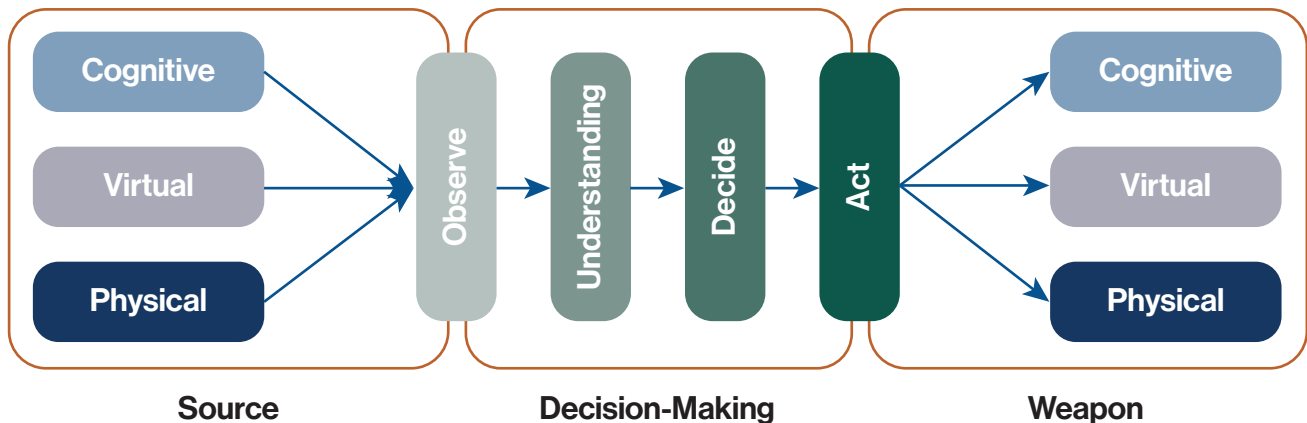 Cognitive
Virtual
Physical
Observe
Understanding
Decide
Act
Cognitive
Virtual
Physical
Source
Decision-Making
Weapon